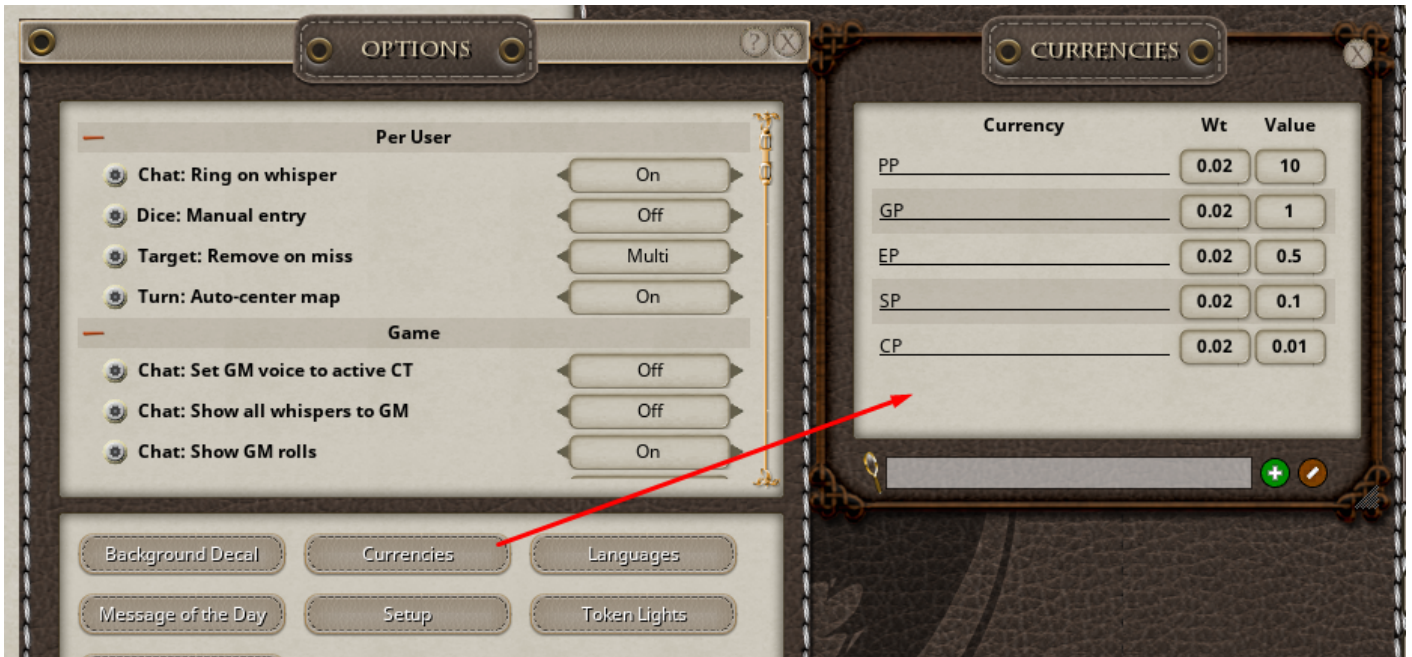 OPTIONS
?
X
Per User
Chat: Ring on whisper On
Dice: Manual entry Off
Target: Remove on miss Multi
Turn: Auto-center map On
Game
Chat: Set GM voice to active CT Off
Chat: Show all whispers to GM Off
Chat: Show GM rolls On
Background Decal Currencies Languages
Message of the Day Setup Token Lights
CURRENCIES
X
Currency Wt Value
PP 0.02 10
GP 0.02 1
EP 0.02 0.5
SP 0.02 0.1
CP 0.02 0.01